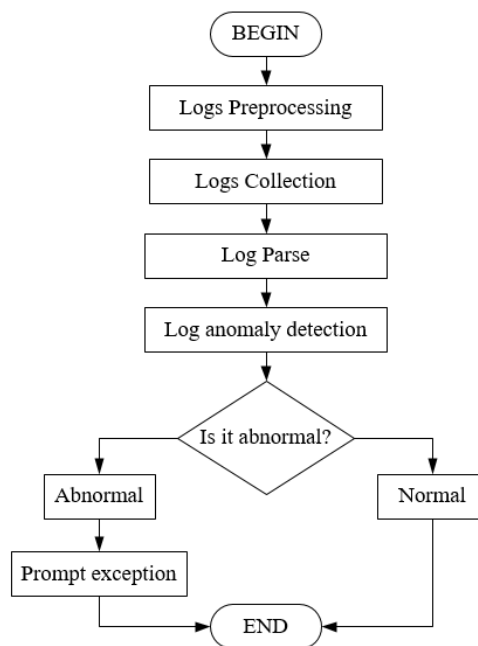 BEGIN
Logs Preprocessing
Logs Collection
Log Parse
Log anomaly detection
Is it abnormal?
Abnormal
Normal
Prompt exception
END